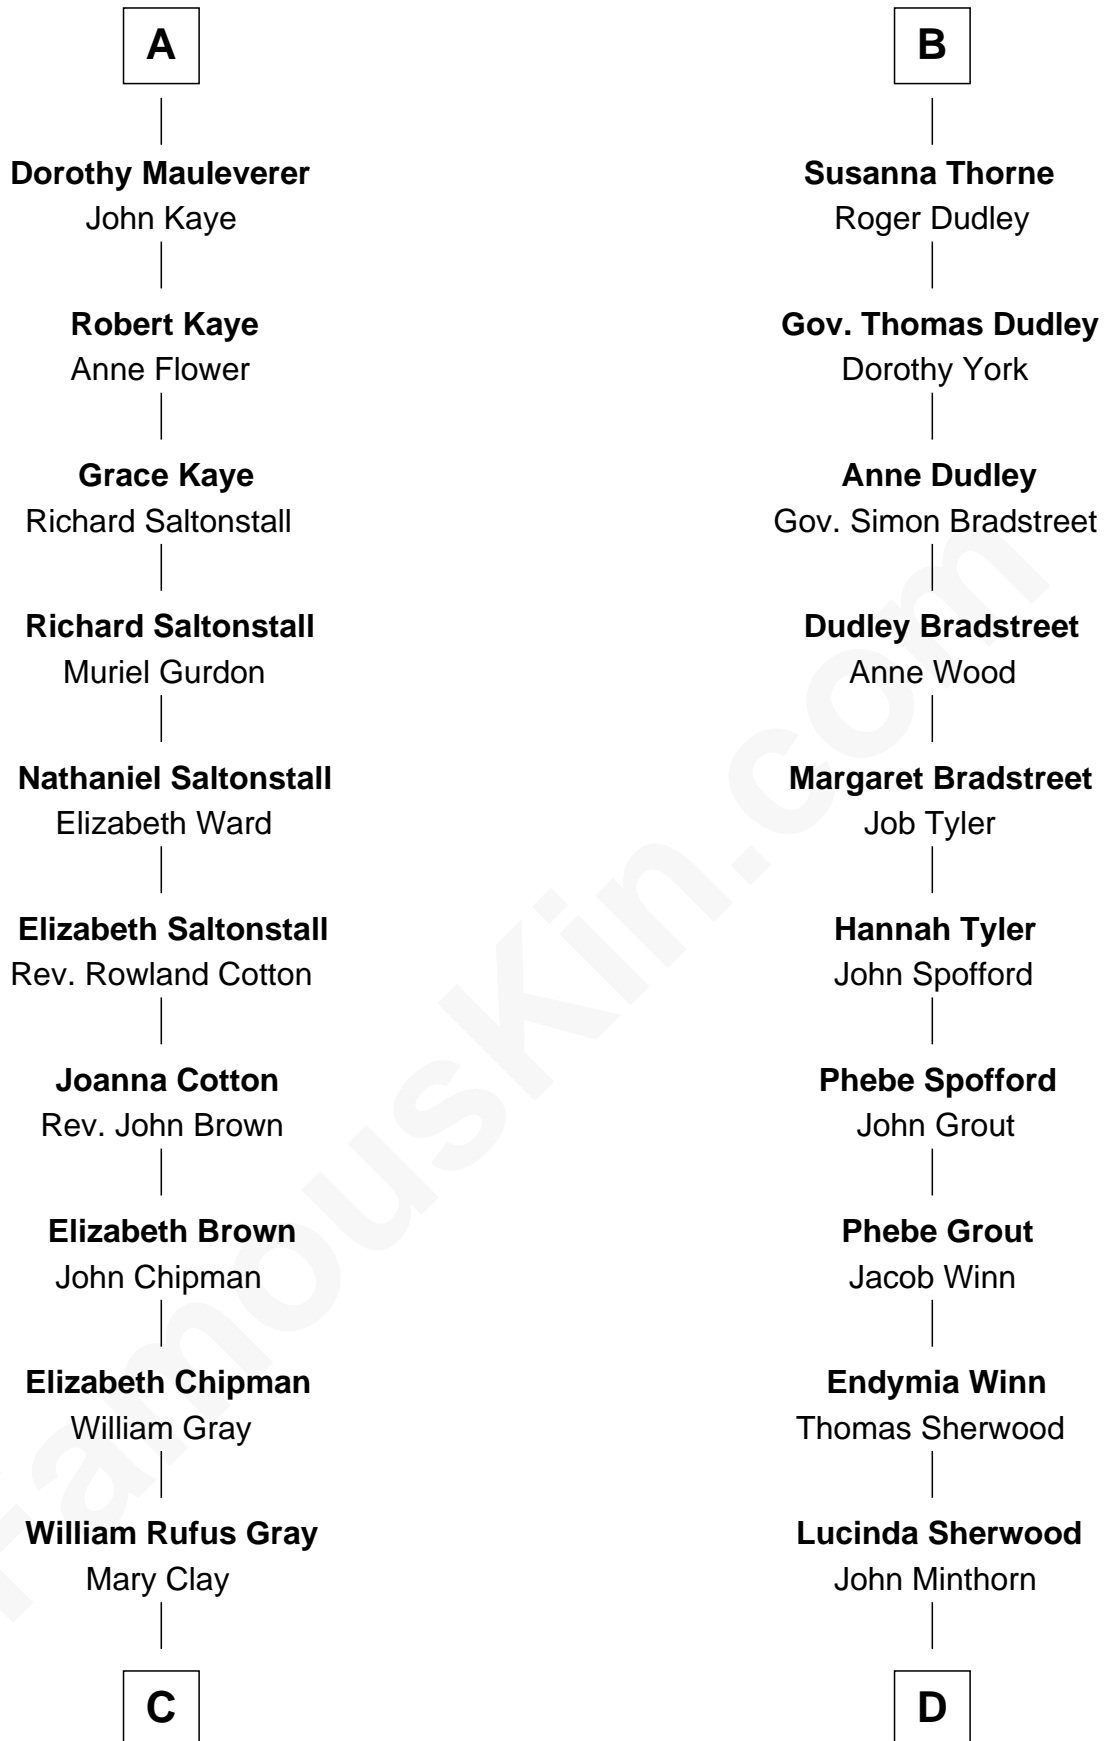 A
Dorothy Mauleverer
John Kaye
Robert Kaye
Anne Flower
Grace Kaye
Richard Saltonstall
Richard Saltonstall
Muriel Gurdon
Nathaniel Saltonstall
Elizabeth Ward
Elizabeth Saltonstall
Rev. Rowland Cotton
Joanna Cotton
Rev. John Brown
Elizabeth Brown
John Chipman
Elizabeth Chipman
William Gray
William Rufus Gray
Mary Clay
C
B
Susanna Thorne
Roger Dudley
Gov. Thomas Dudley
Dorothy York
Anne Dudley
Gov. Simon Bradstreet
Dudley Bradstreet
Anne Wood
Margaret Bradstreet
Job Tyler
Hannah Tyler
John Spofford
Phebe Spofford
John Grout
Phebe Grout
Jacob Winn
Endymia Winn
Thomas Sherwood
Lucinda Sherwood
John Minthorn
D
FamousKin.com